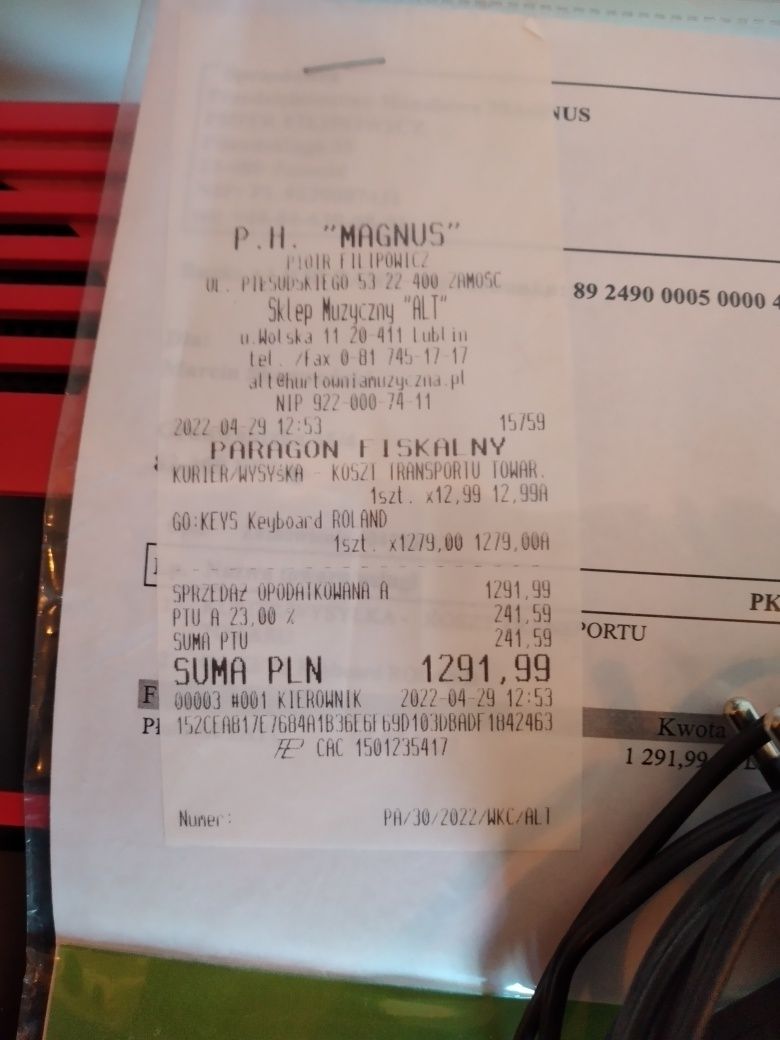 NUS
89 2490 0005 0000 4
P.H. "MAGNUS"
PIOTR FILIPOWICZ
UL. PIŁSUDSKIEGO 53 22-400 ZAMOŚĆ
Sklep Muzyczny "ALT"
u.Wolska 11 20-411 Lublin
tel. /fax 0-81 745-17-17
alt@hurtowniamuzyczna.pl
NIP 922-000-74-11
2022-04-29 12:53 15759
PARAGON FISKALNY
KURIER/WYSYŚKA - KOSZT TRANSPORTU TOWAR.
1szt. x12,99 12,99A
GO:KEYS Keyboard ROLAND
1szt. x1279,00 1279,00A
SPRZEDAŻ OPODATKOWANA A 1291,99
PTU A 23,00 % 241,59
SUMA PTU 241,59
SUMA PLN 1291,99
00003 #001 KIEROWNIK 2022-04-29 12:53
152CEA817E7684A1B36E6F69D103DBADF1842463
CAC 1501235417
Numer: PA/30/2022/WKC/ALT
PK
PORTU
F
Pł
Kwota
1 291,99